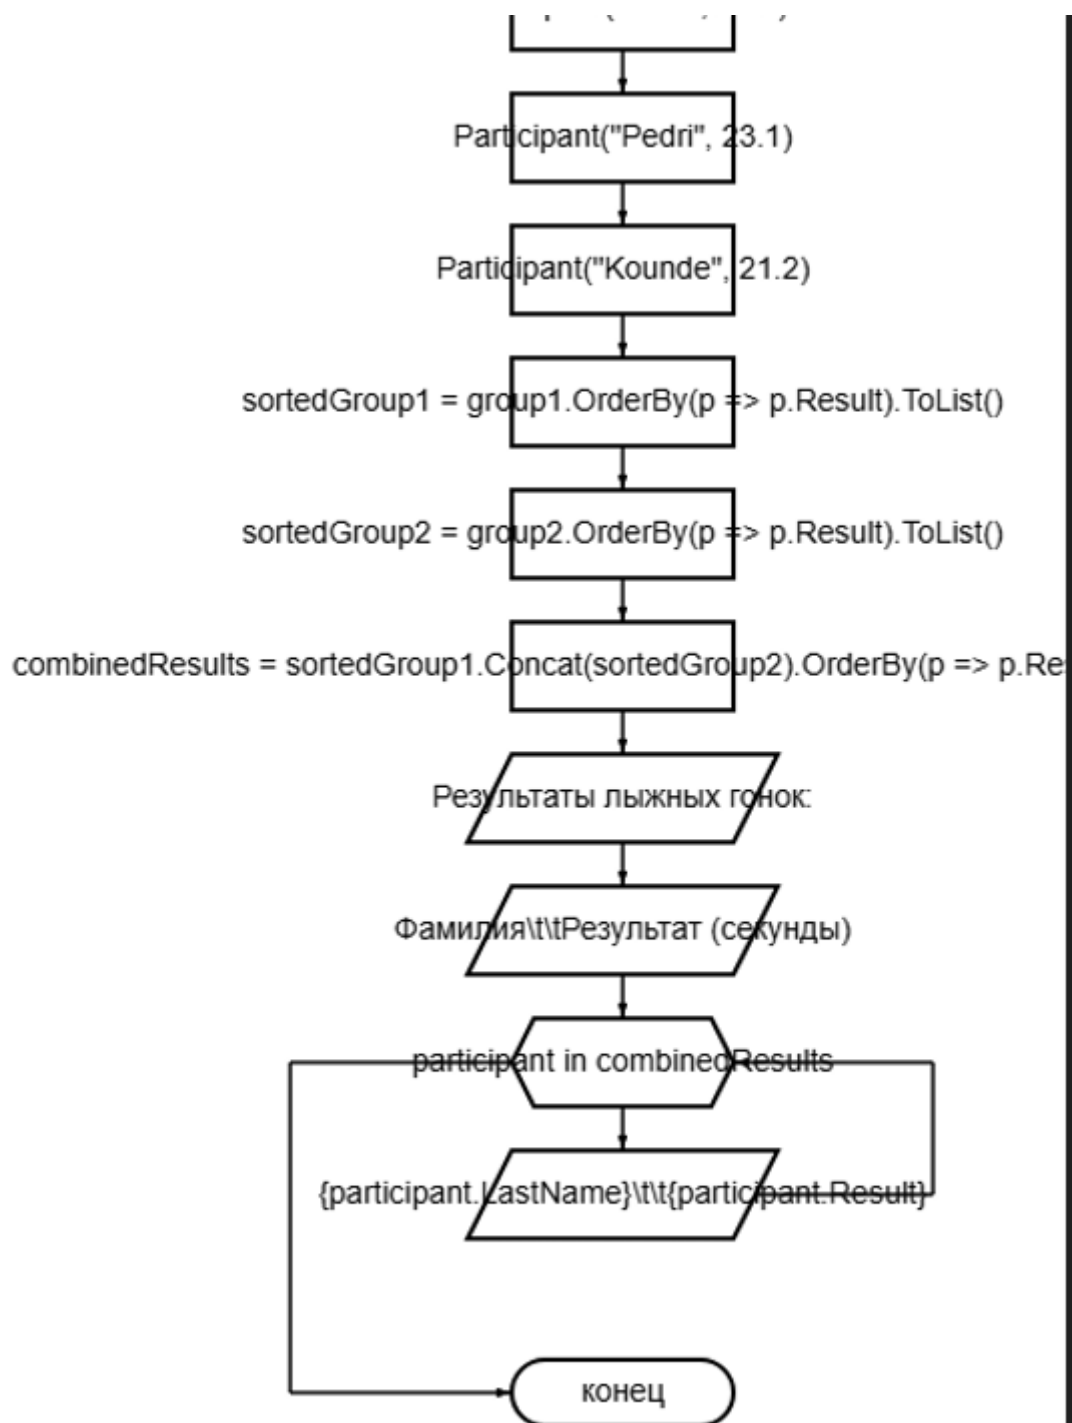 Participant("Pedri", 23.1)
Participant("Kounde", 21.2)
sortedGroup1 = group1.OrderBy(p => p.Result).ToList()
sortedGroup2 = group2.OrderBy(p => p.Result).ToList()
combinedResults = sortedGroup1.Concat(sortedGroup2).OrderBy(p => p.Res
Результаты лыжных гонок:
Фамилия\t\tРезультат (секунды)
participant in combinedResults
{participant.LastName}\t\t{participant.Result}
конец